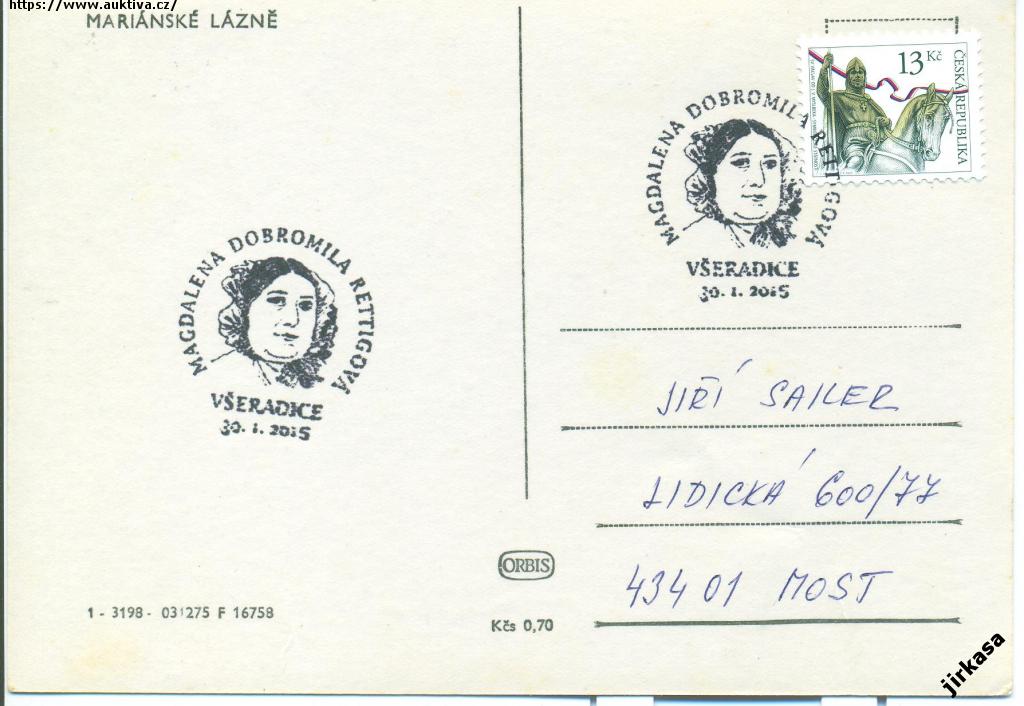 https://www.auktiva.cz/
MARIÁNSKÉ LÁZNĚ
13 Kč
ČESKÁ REPUBLIKA
MAGDALENA DOBROMILA RETTIGOVÁ
VŠERADICE
30. 1. 2015
MAGDALENA DOBROMILA RETTIGOVÁ
VŠERADICE
30. 1. 2015
JIŘÍ SAILER
LIDICKÁ 600/77
434 01 MOST
ORBIS
1 - 3198 - 031275 F 16758
Kčs 0,70
jirkasa